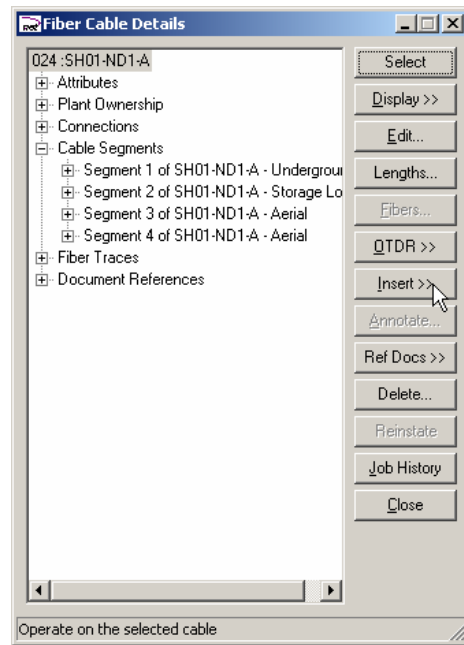 Fiber Cable Details
024 :SH01-ND1-A
Attributes
Plant Ownership
Connections
Cable Segments
Segment 1 of SH01-ND1-A - Undergrou
Segment 2 of SH01-ND1-A - Storage Lo
Segment 3 of SH01-ND1-A - Aerial
Segment 4 of SH01-ND1-A - Aerial
Fiber Traces
Document References
Select
Display >>
Edit...
Lengths...
Fibers...
OTDR >>
Insert >>
Annotate...
Ref Docs >>
Delete...
Reinstate
Job History
Close
Operate on the selected cable